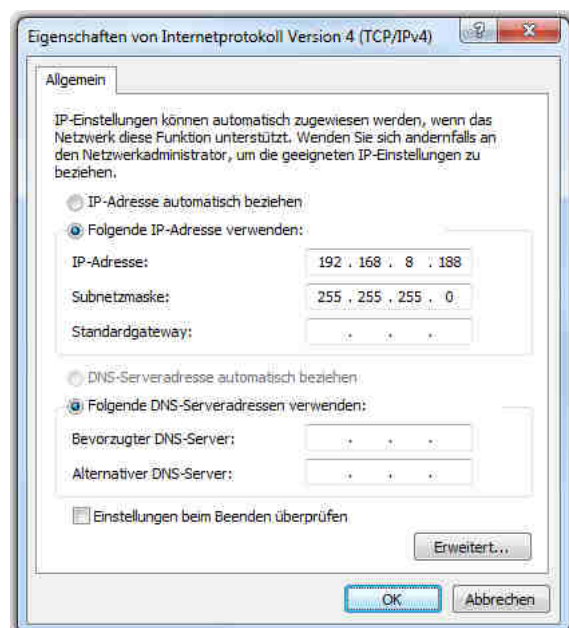 Eigenschaften von Internetprotokoll Version 4 (TCP/IPv4)
Allgemein
IP-Einstellungen können automatisch zugewiesen werden, wenn das
Netzwerk diese Funktion unterstützt. Wenden Sie sich andernfalls an
den Netzwerkadministrator, um die geeigneten IP-Einstellungen zu
beziehen.
IP-Adresse automatisch beziehen
Folgende IP-Adresse verwenden:
IP-Adresse: 192 . 168 . 8 . 188
Subnetzmaske: 255 . 255 . 255 . 0
Standardgateway: . . .
DNS-Serveradresse automatisch beziehen
Folgende DNS-Serveradressen verwenden:
Bevorzugter DNS-Server: . . .
Alternativer DNS-Server: . . .
Einstellungen beim Beenden überprüfen
Erweitert...
OK Abbrechen